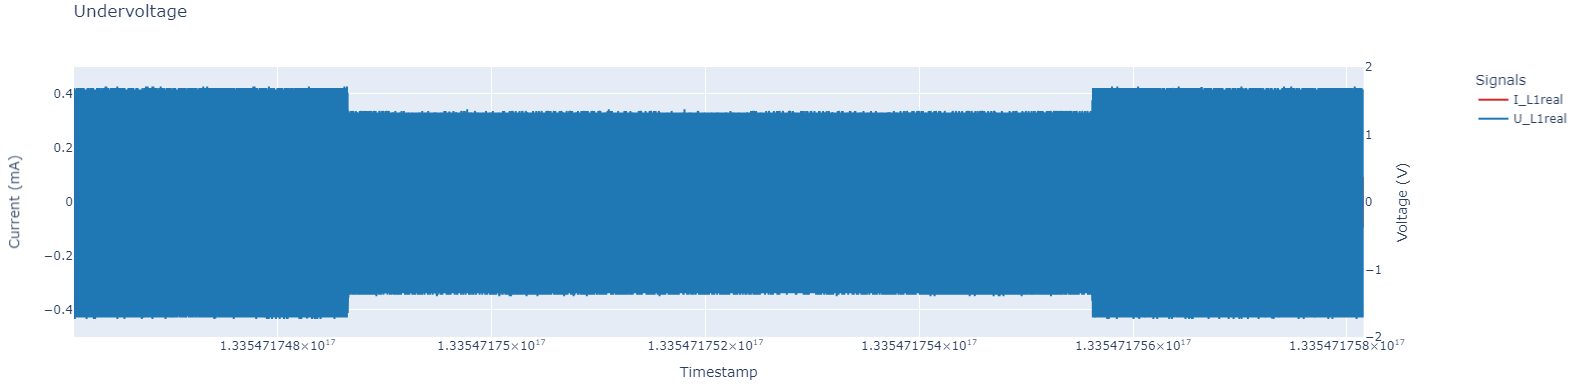 Undervoltage
Current (mA)
0.4
0.2
0
−0.2
−0.4
2
1
0
−1
−2
Voltage (V)
1.335471748×10¹⁷
1.33547175×10¹⁷
1.335471752×10¹⁷
1.335471754×10¹⁷
1.335471756×10¹⁷
1.335471758×10¹⁷
Timestamp
Signals
I_L1real
U_L1real